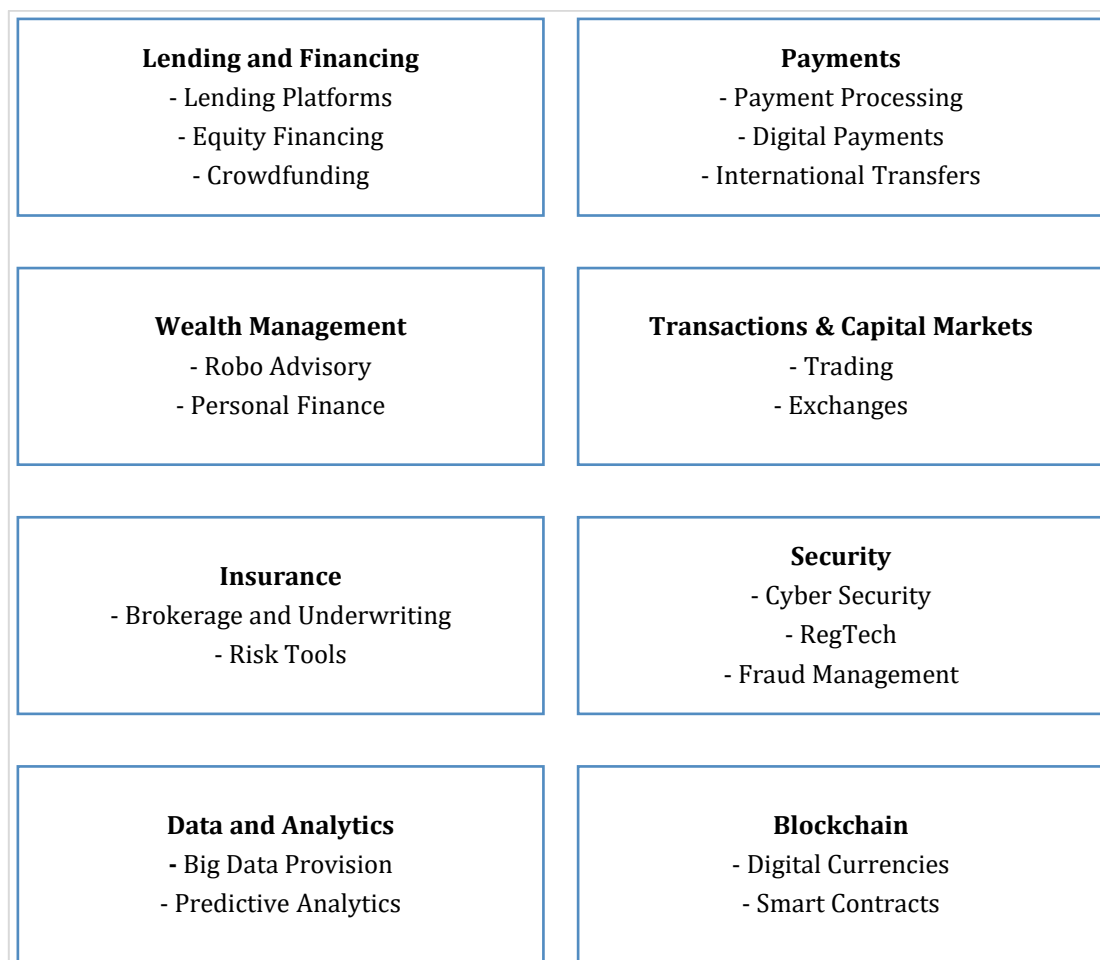 Lending and Financing
- Lending Platforms
- Equity Financing
- Crowdfunding
Payments
- Payment Processing
- Digital Payments
- International Transfers
Wealth Management
- Robo Advisory
- Personal Finance
Transactions & Capital Markets
- Trading
- Exchanges
Insurance
- Brokerage and Underwriting
- Risk Tools
Security
- Cyber Security
- RegTech
- Fraud Management
Data and Analytics
- Big Data Provision
- Predictive Analytics
Blockchain
- Digital Currencies
- Smart Contracts